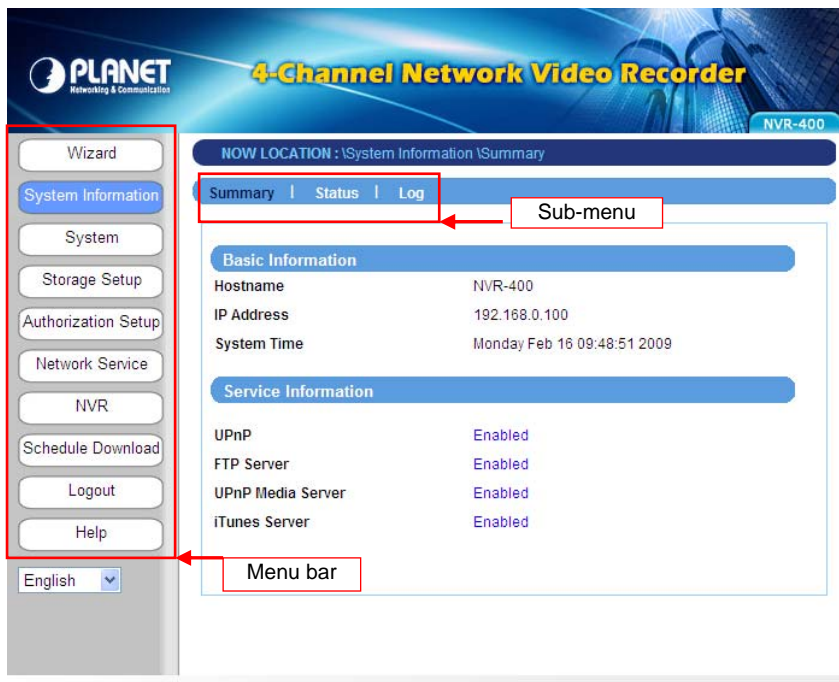 PLANET
Networking & Communication
4-Channel Network Video Recorder
NVR-400
Wizard
System Information
System
Storage Setup
Authorization Setup
Network Service
NVR
Schedule Download
Logout
Help
English
Menu bar
NOW LOCATION : \System Information \Summary
Summary | Status | Log
Sub-menu
Basic Information
Hostname NVR-400
IP Address 192.168.0.100
System Time Monday Feb 16 09:48:51 2009
Service Information
UPnP Enabled
FTP Server Enabled
UPnP Media Server Enabled
iTunes Server Enabled